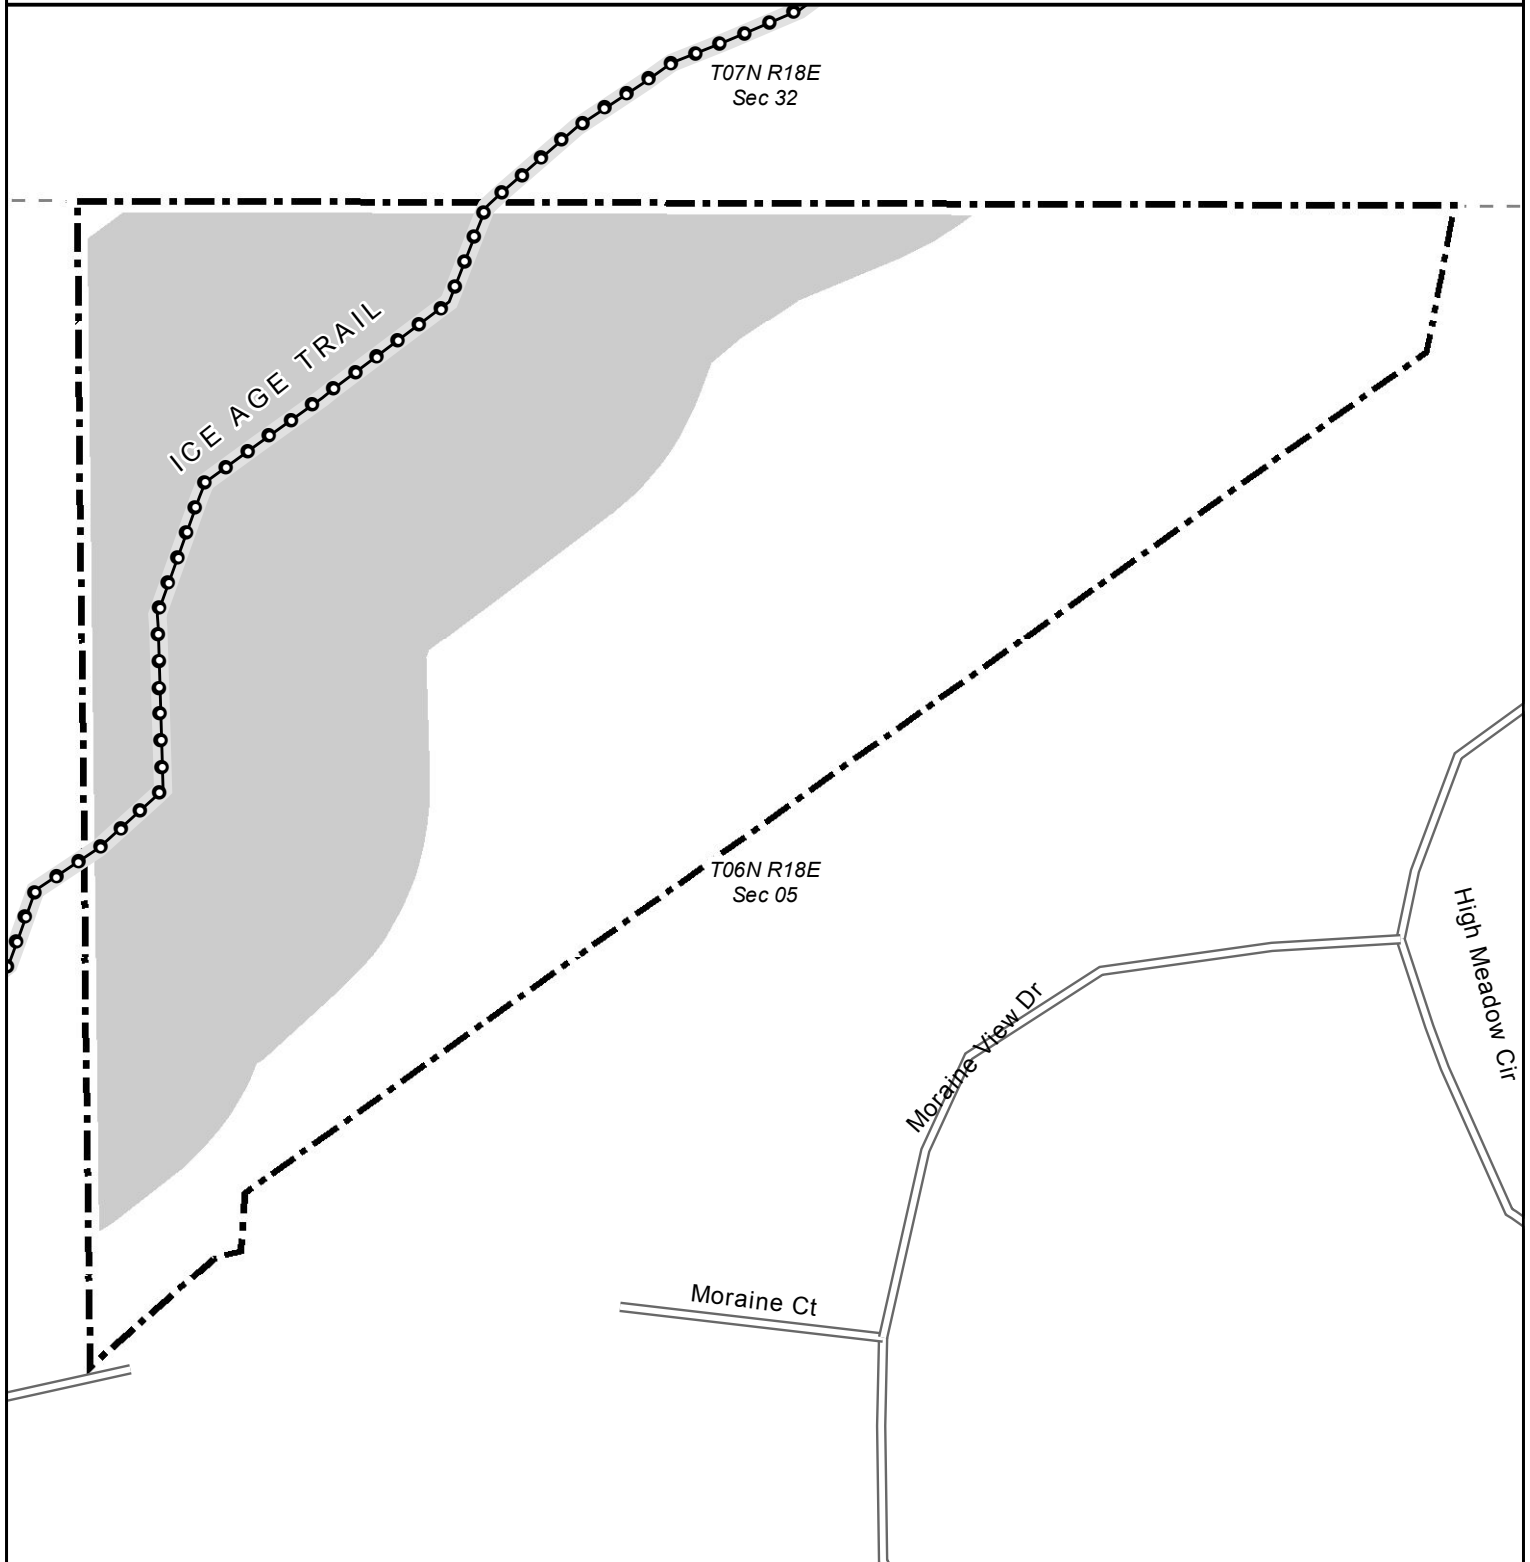 T07N R18E
Sec 32
ICE AGE TRAIL
T06N R18E
Sec 05
High Meadow Cir
Moraine View Dr
Moraine Ct